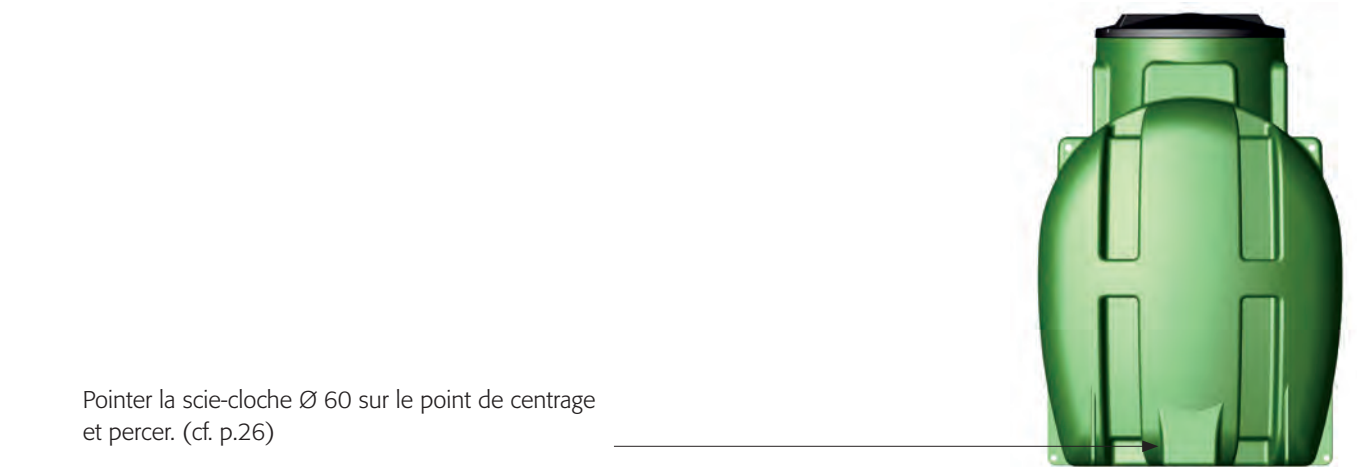 Pointer la scie-cloche Ø 60 sur le point de centrage
et percer. (cf. p.26)